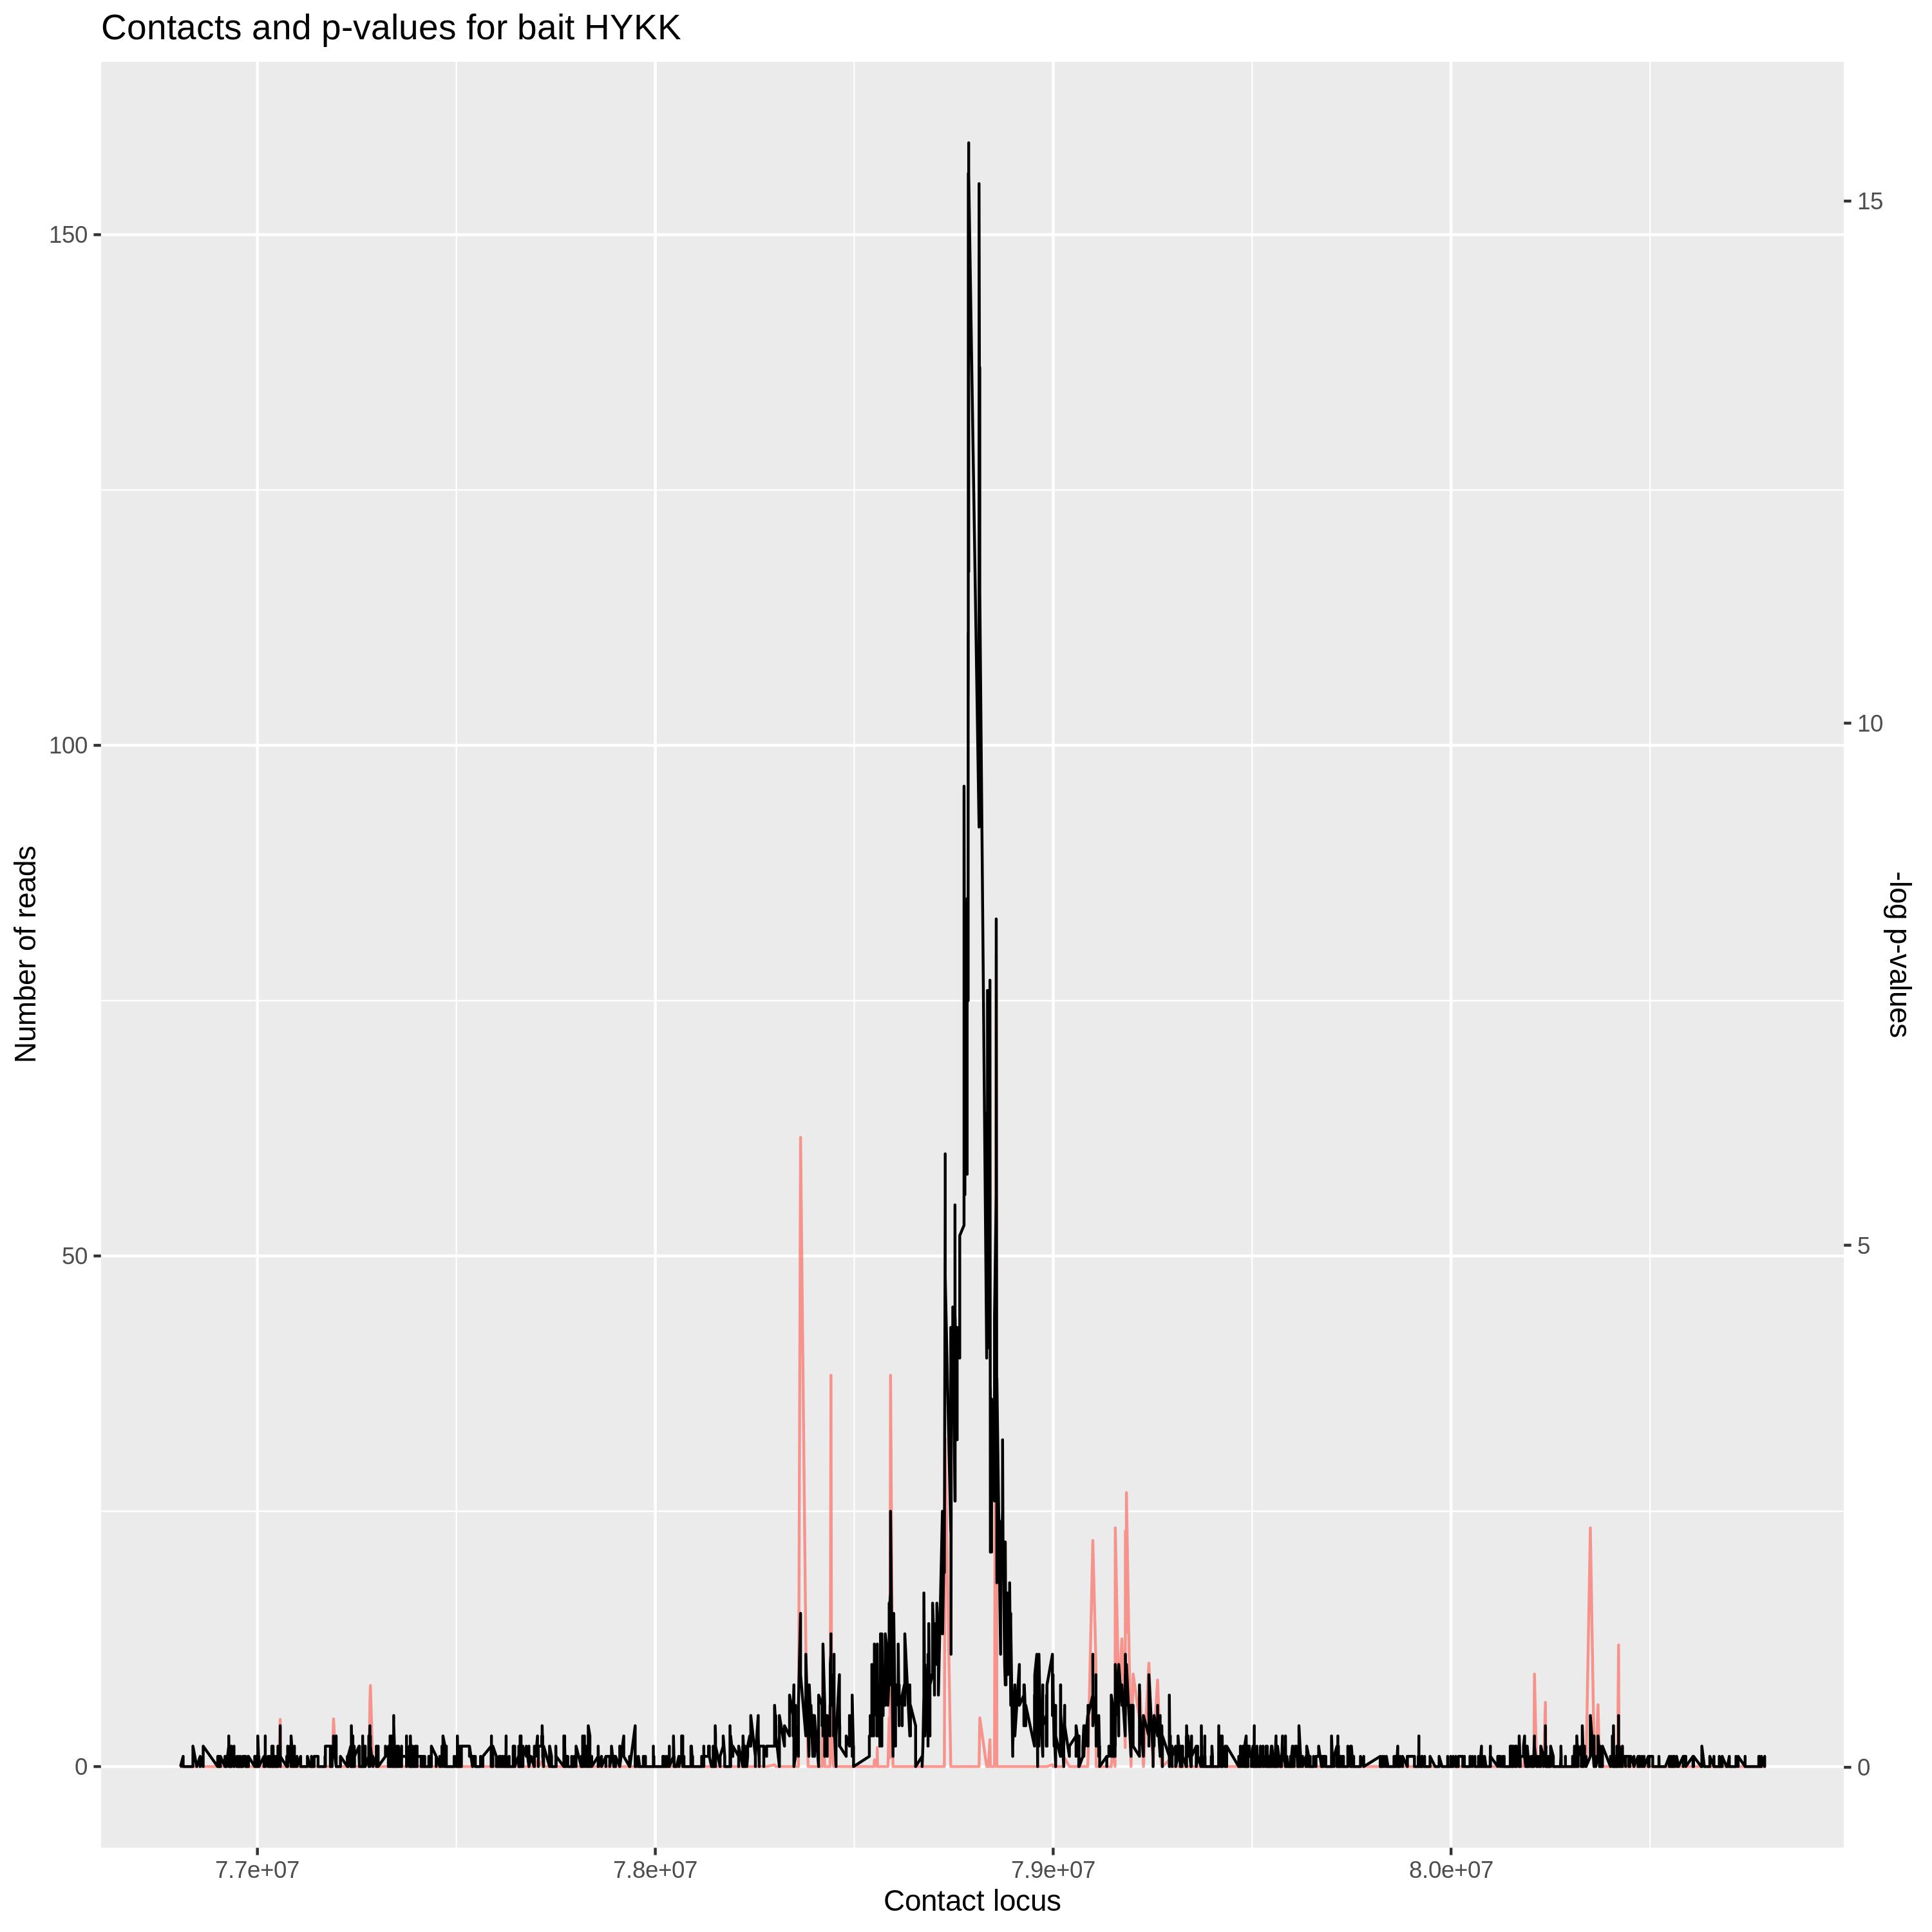 Contacts and p-values for bait HYKK
150
100
50
0
Number of reads
15
10
5
0
-log p-values
7.7e+07
7.8e+07
7.9e+07
8.0e+07
Contact locus